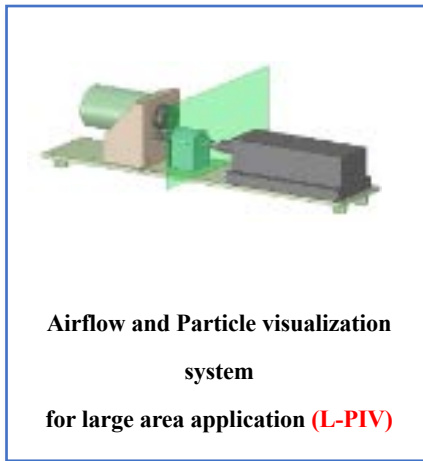 Airflow and Particle visualization
system
for large area application (L-PIV)